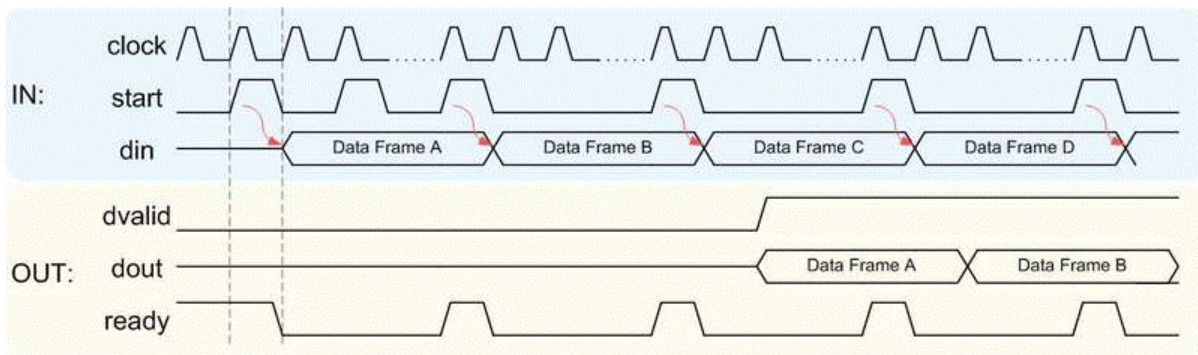 IN:
clock
start
din
Data Frame A
Data Frame B
Data Frame C
Data Frame D
OUT:
dvalid
dout
Data Frame A
Data Frame B
ready